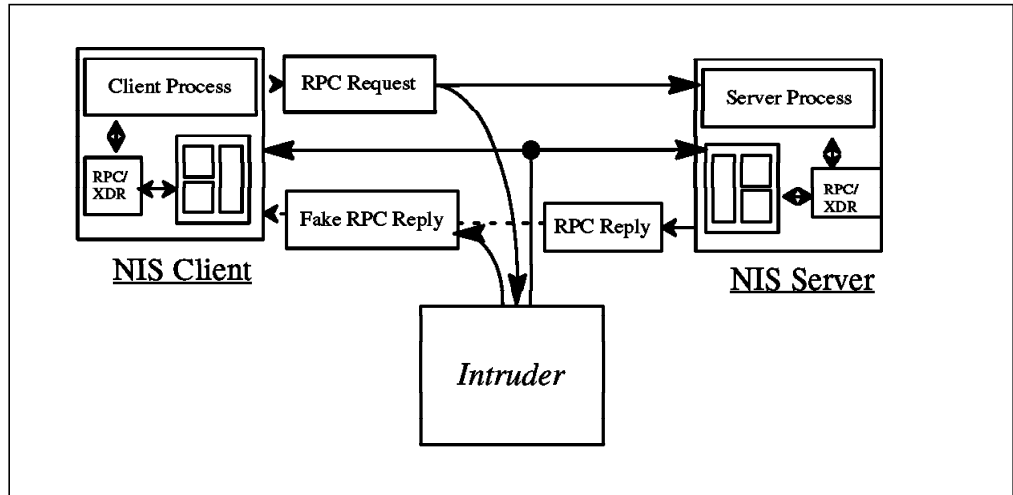 Client Process
RPC Request
Server Process
RPC/
XDR
RPC/
XDR
Fake RPC Reply
RPC Reply
NIS Client
NIS Server
Intruder